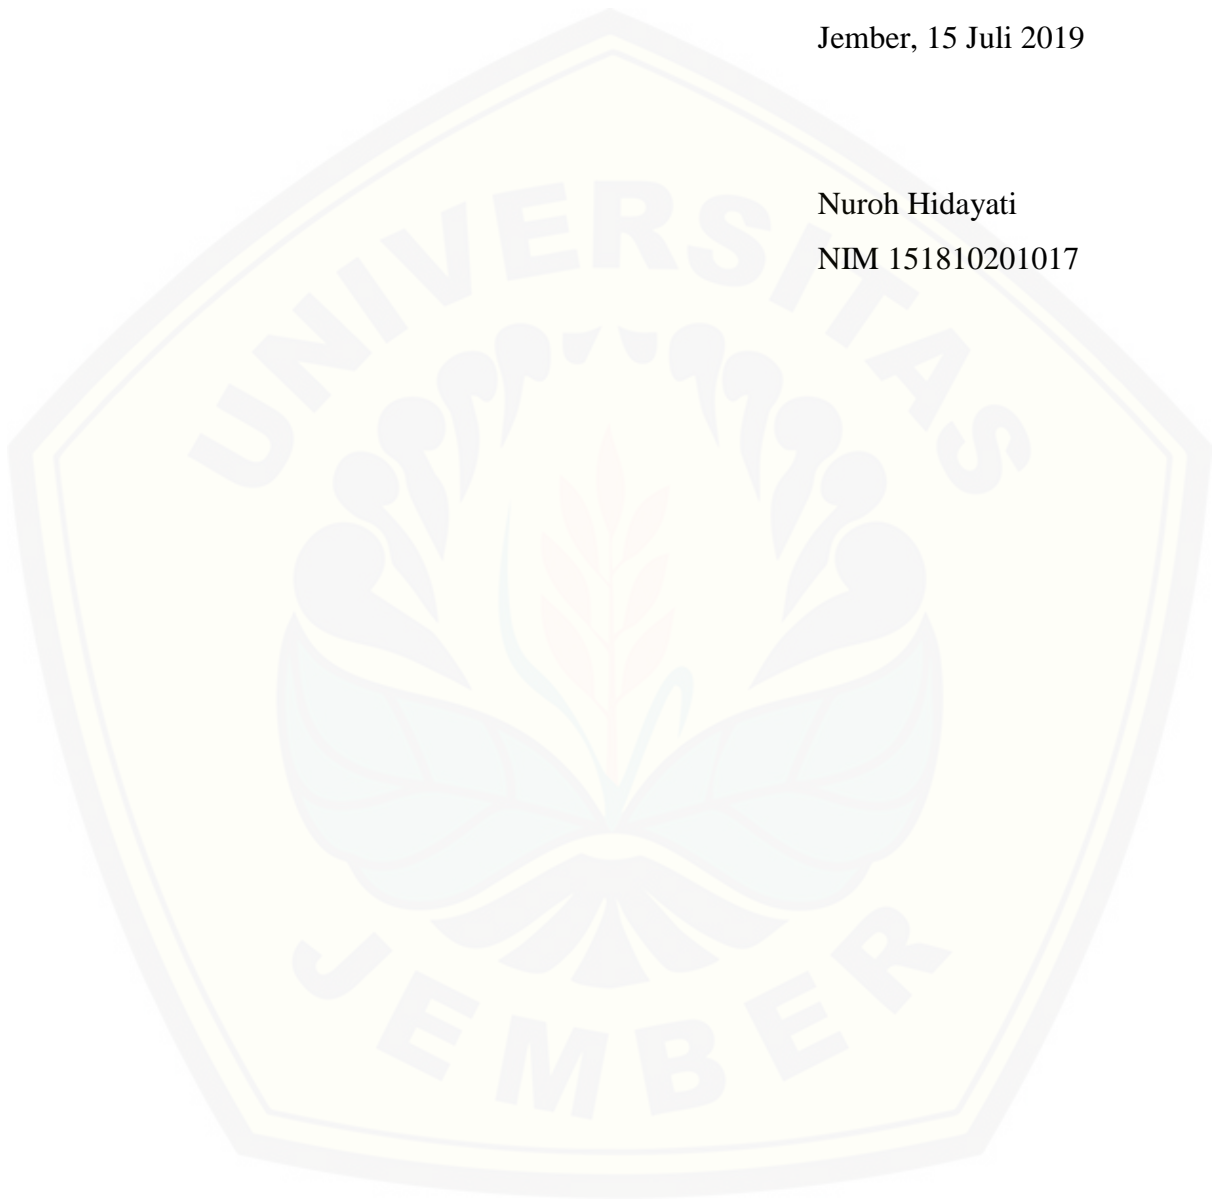 Jember, 15 Juli 2019
Nuroh Hidayati
NIM 151810201017
UNIVERSITAS
JEMBER